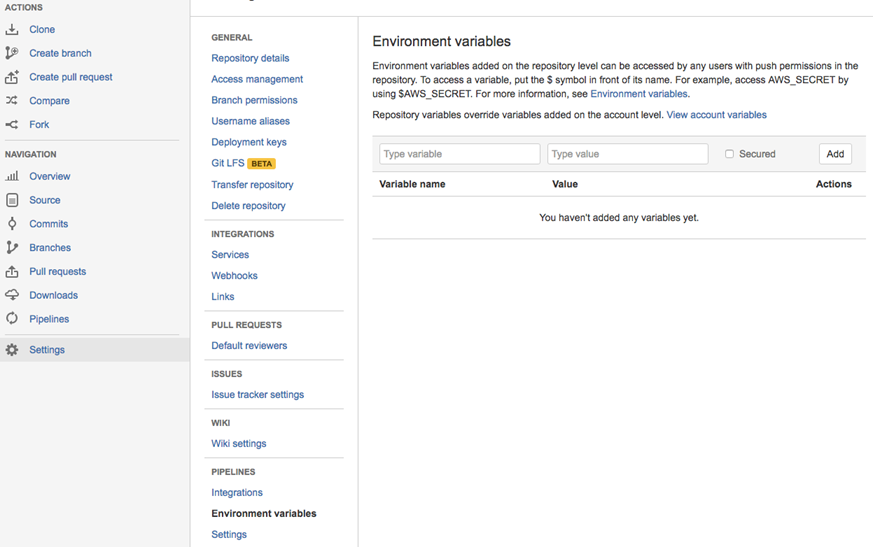 ACTIONS
Clone
Create branch
Create pull request
Compare
Fork
NAVIGATION
Overview
Source
Commits
Branches
Pull requests
Downloads
Pipelines
Settings
GENERAL
Repository details
Access management
Branch permissions
Username aliases
Deployment keys
Git LFS BETA
Transfer repository
Delete repository
INTEGRATIONS
Services
Webhooks
Links
PULL REQUESTS
Default reviewers
ISSUES
Issue tracker settings
WIKI
Wiki settings
PIPELINES
Integrations
Environment variables
Settings
Environment variables
Environment variables added on the repository level can be accessed by any users with push permissions in the
repository. To access a variable, put the $ symbol in front of its name. For example, access AWS_SECRET by
using $AWS_SECRET. For more information, see Environment variables.
Repository variables override variables added on the account level. View account variables
Type variable Type value Secured Add
Variable name Value Actions
You haven't added any variables yet.